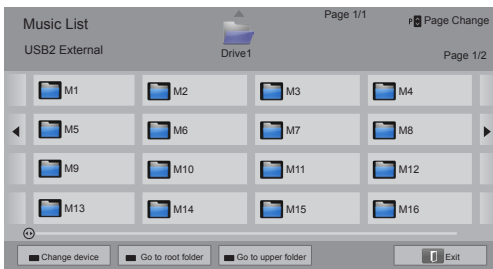 Music List
Page 1/1
P Page Change
USB2 External
Drive1
Page 1/2
M1 M2 M3 M4
M5 M6 M7 M8
M9 M10 M11 M12
M13 M14 M15 M16
Change device Go to root folder Go to upper folder Exit